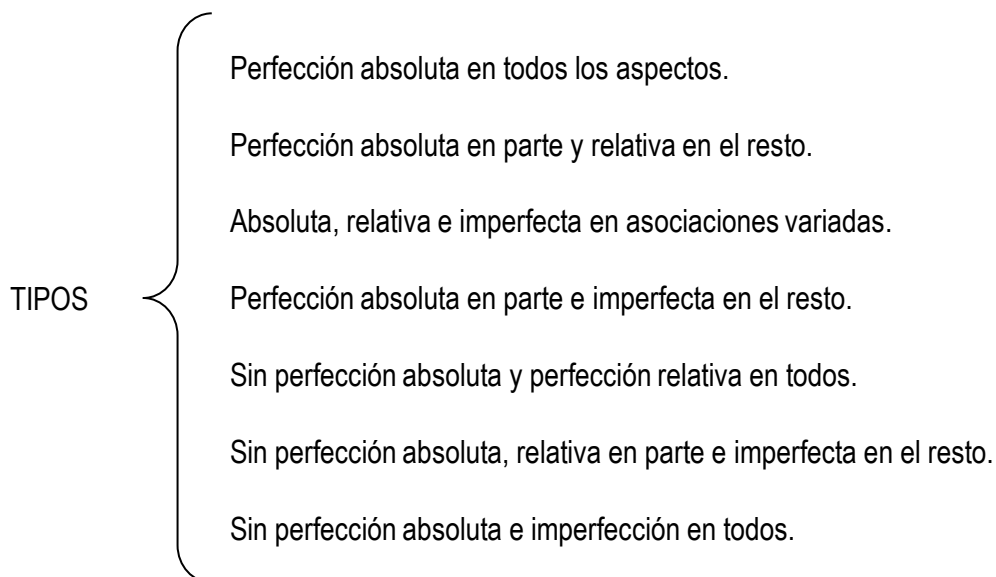 Perfección absoluta en todos los aspectos.
Perfección absoluta en parte y relativa en el resto.
Absoluta, relativa e imperfecta en asociaciones variadas.
TIPOS
Perfección absoluta en parte e imperfecta en el resto.
Sin perfección absoluta y perfección relativa en todos.
Sin perfección absoluta, relativa en parte e imperfecta en el resto.
Sin perfección absoluta e imperfección en todos.